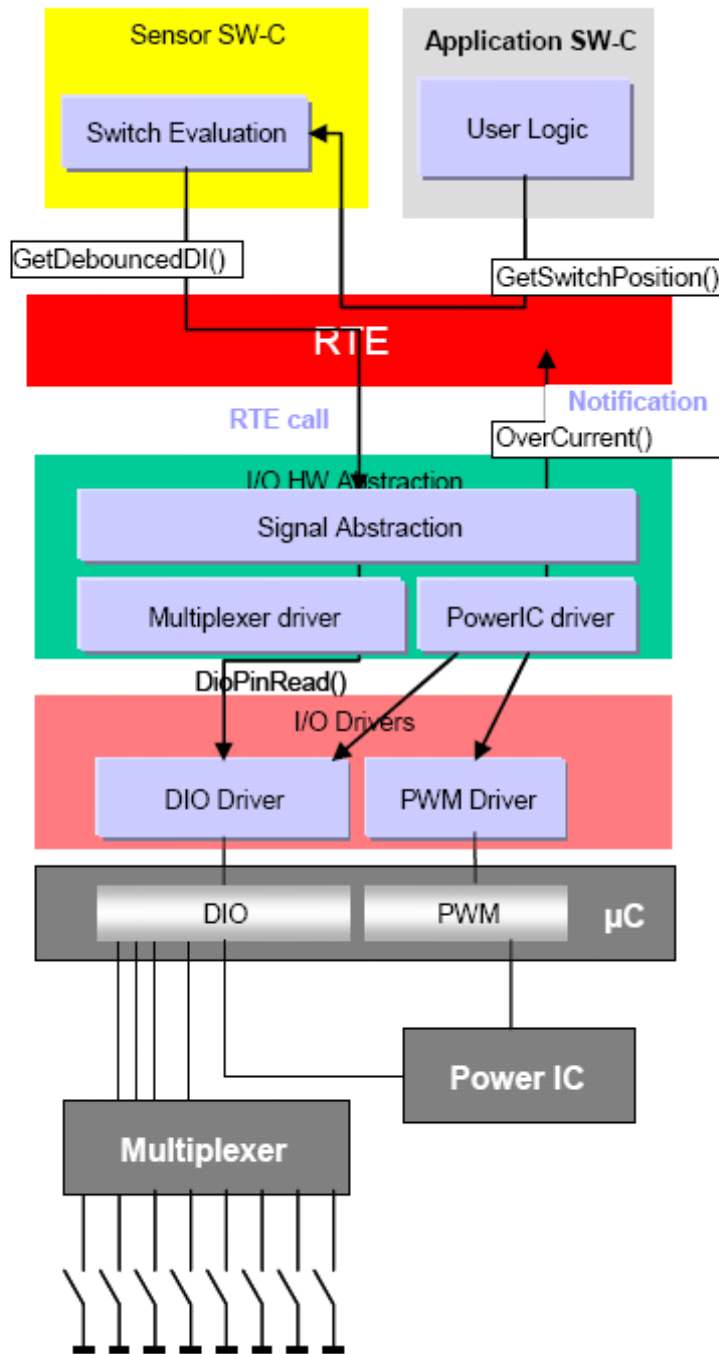 Sensor SW-C
Application SW-C
Switch Evaluation
User Logic
GetDebouncedDI()
GetSwitchPosition()
RTE
RTE call
Notification
OverCurrent()
I/O HW Abstraction
Signal Abstraction
Multiplexer driver
PowerIC driver
DioPinRead()
I/O Drivers
DIO Driver
PWM Driver
DIO
PWM
µC
Power IC
Multiplexer